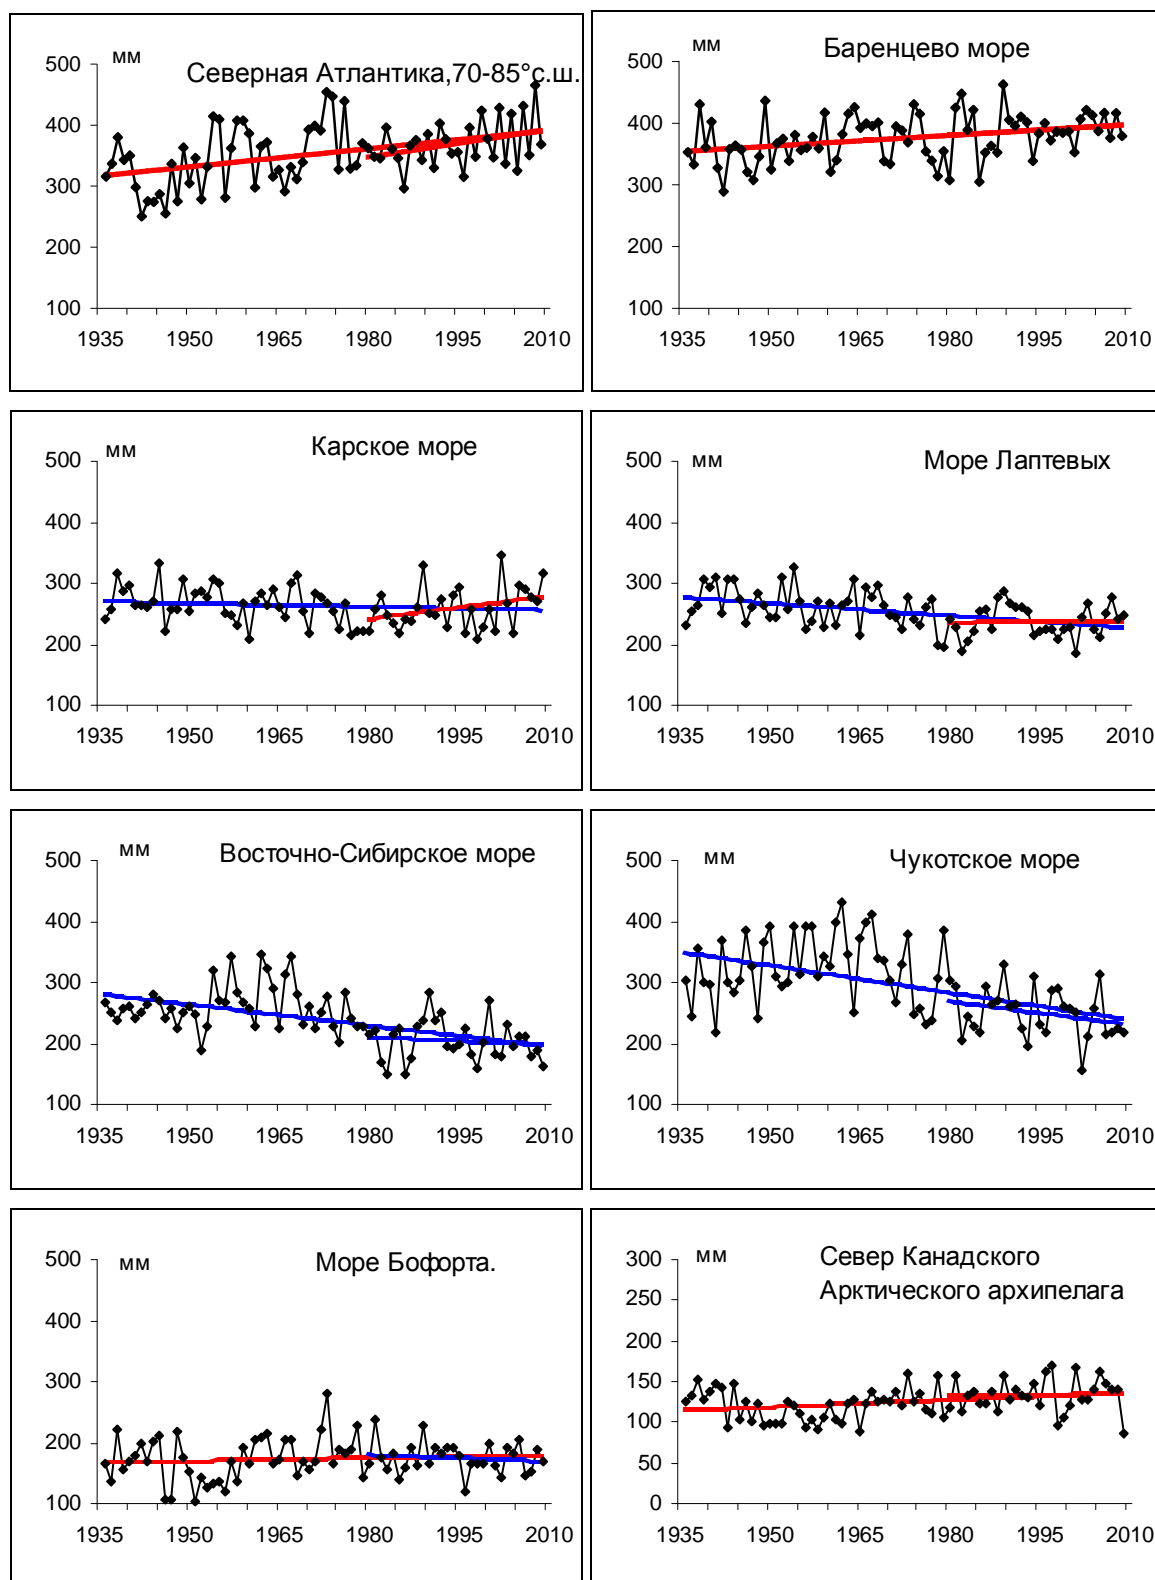 мм
Северная Атлантика,70-85°с.ш.
500
400
300
200
100
1935 1950 1965 1980 1995 2010
мм
Баренцево море
500
400
300
200
100
1935 1950 1965 1980 1995 2010
мм
Карское море
500
400
300
200
100
1935 1950 1965 1980 1995 2010
мм
Море Лаптевых
500
400
300
200
100
1935 1950 1965 1980 1995 2010
мм
Восточно-Сибирское море
500
400
300
200
100
1935 1950 1965 1980 1995 2010
мм
Чукотское море
500
400
300
200
100
1935 1950 1965 1980 1995 2010
мм
Море Бофорта.
500
400
300
200
100
1935 1950 1965 1980 1995 2010
мм
Север Канадского
Арктического архипелага
300
250
200
150
100
50
0
1935 1950 1965 1980 1995 2010